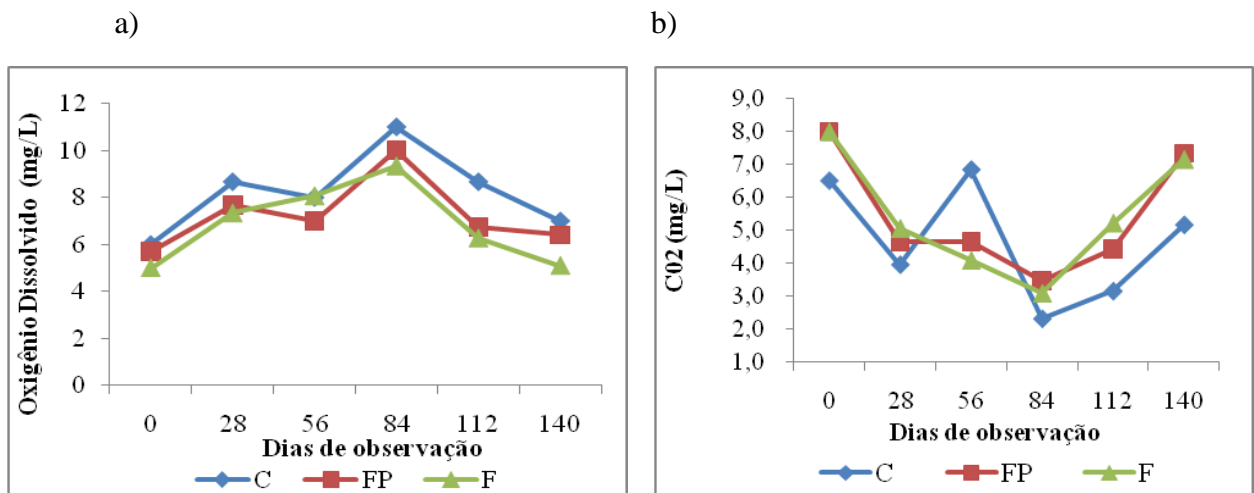 a)
b)
Oxigênio Dissolvido (mg/L)
12
10
8
6
4
2
0
0 28 56 84 112 140
Dias de observação
C FP F
C02 (mg/L)
9,0
8,0
7,0
6,0
5,0
4,0
3,0
2,0
1,0
0 28 56 84 112 140
Dias de observação
C FP F